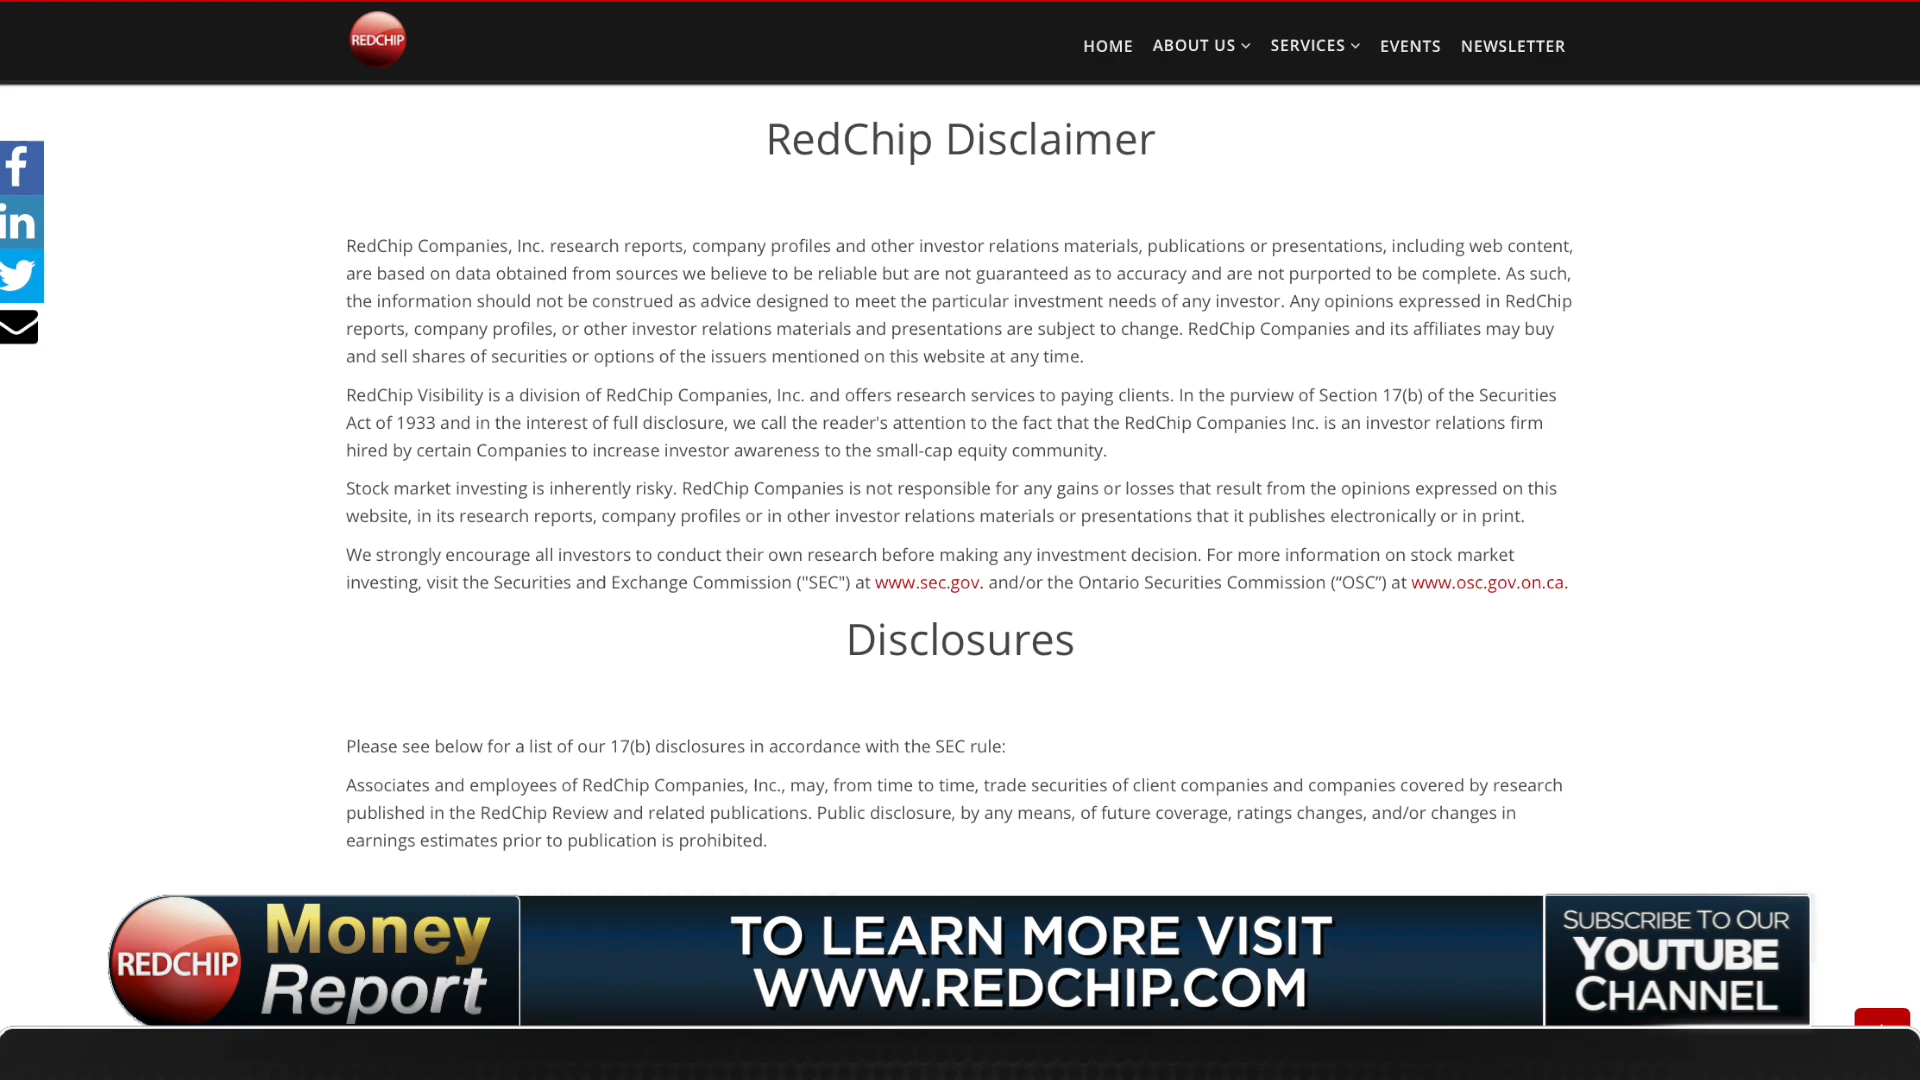 REDCHIP
HOME
ABOUT US
SERVICES
EVENTS
NEWSLETTER
RedChip Disclaimer
RedChip Companies, Inc. research reports, company profiles and other investor relations materials, publications or presentations, including web content,
are based on data obtained from sources we believe to be reliable but are not guaranteed as to accuracy and are not purported to be complete. As such,
the information should not be construed as advice designed to meet the particular investment needs of any investor. Any opinions expressed in RedChip
reports, company profiles, or other investor relations materials and presentations are subject to change. RedChip Companies and its affiliates may buy
and sell shares of securities or options of the issuers mentioned on this website at any time.
RedChip Visibility is a division of RedChip Companies, Inc. and offers research services to paying clients. In the purview of Section 17(b) of the Securities
Act of 1933 and in the interest of full disclosure, we call the reader's attention to the fact that the RedChip Companies Inc. is an investor relations firm
hired by certain Companies to increase investor awareness to the small-cap equity community.
Stock market investing is inherently risky. RedChip Companies is not responsible for any gains or losses that result from the opinions expressed on this
website, in its research reports, company profiles or in other investor relations materials or presentations that it publishes electronically or in print.
We strongly encourage all investors to conduct their own research before making any investment decision. For more information on stock market
investing, visit the Securities and Exchange Commission ("SEC") at www.sec.gov. and/or the Ontario Securities Commission (“OSC”) at www.osc.gov.on.ca.
Disclosures
Please see below for a list of our 17(b) disclosures in accordance with the SEC rule:
Associates and employees of RedChip Companies, Inc., may, from time to time, trade securities of client companies and companies covered by research
published in the RedChip Review and related publications. Public disclosure, by any means, of future coverage, ratings changes, and/or changes in
earnings estimates prior to publication is prohibited.
REDCHIP
Money
Report
TO LEARN MORE VISIT
WWW.REDCHIP.COM
SUBSCRIBE TO OUR
YOUTUBE
CHANNEL